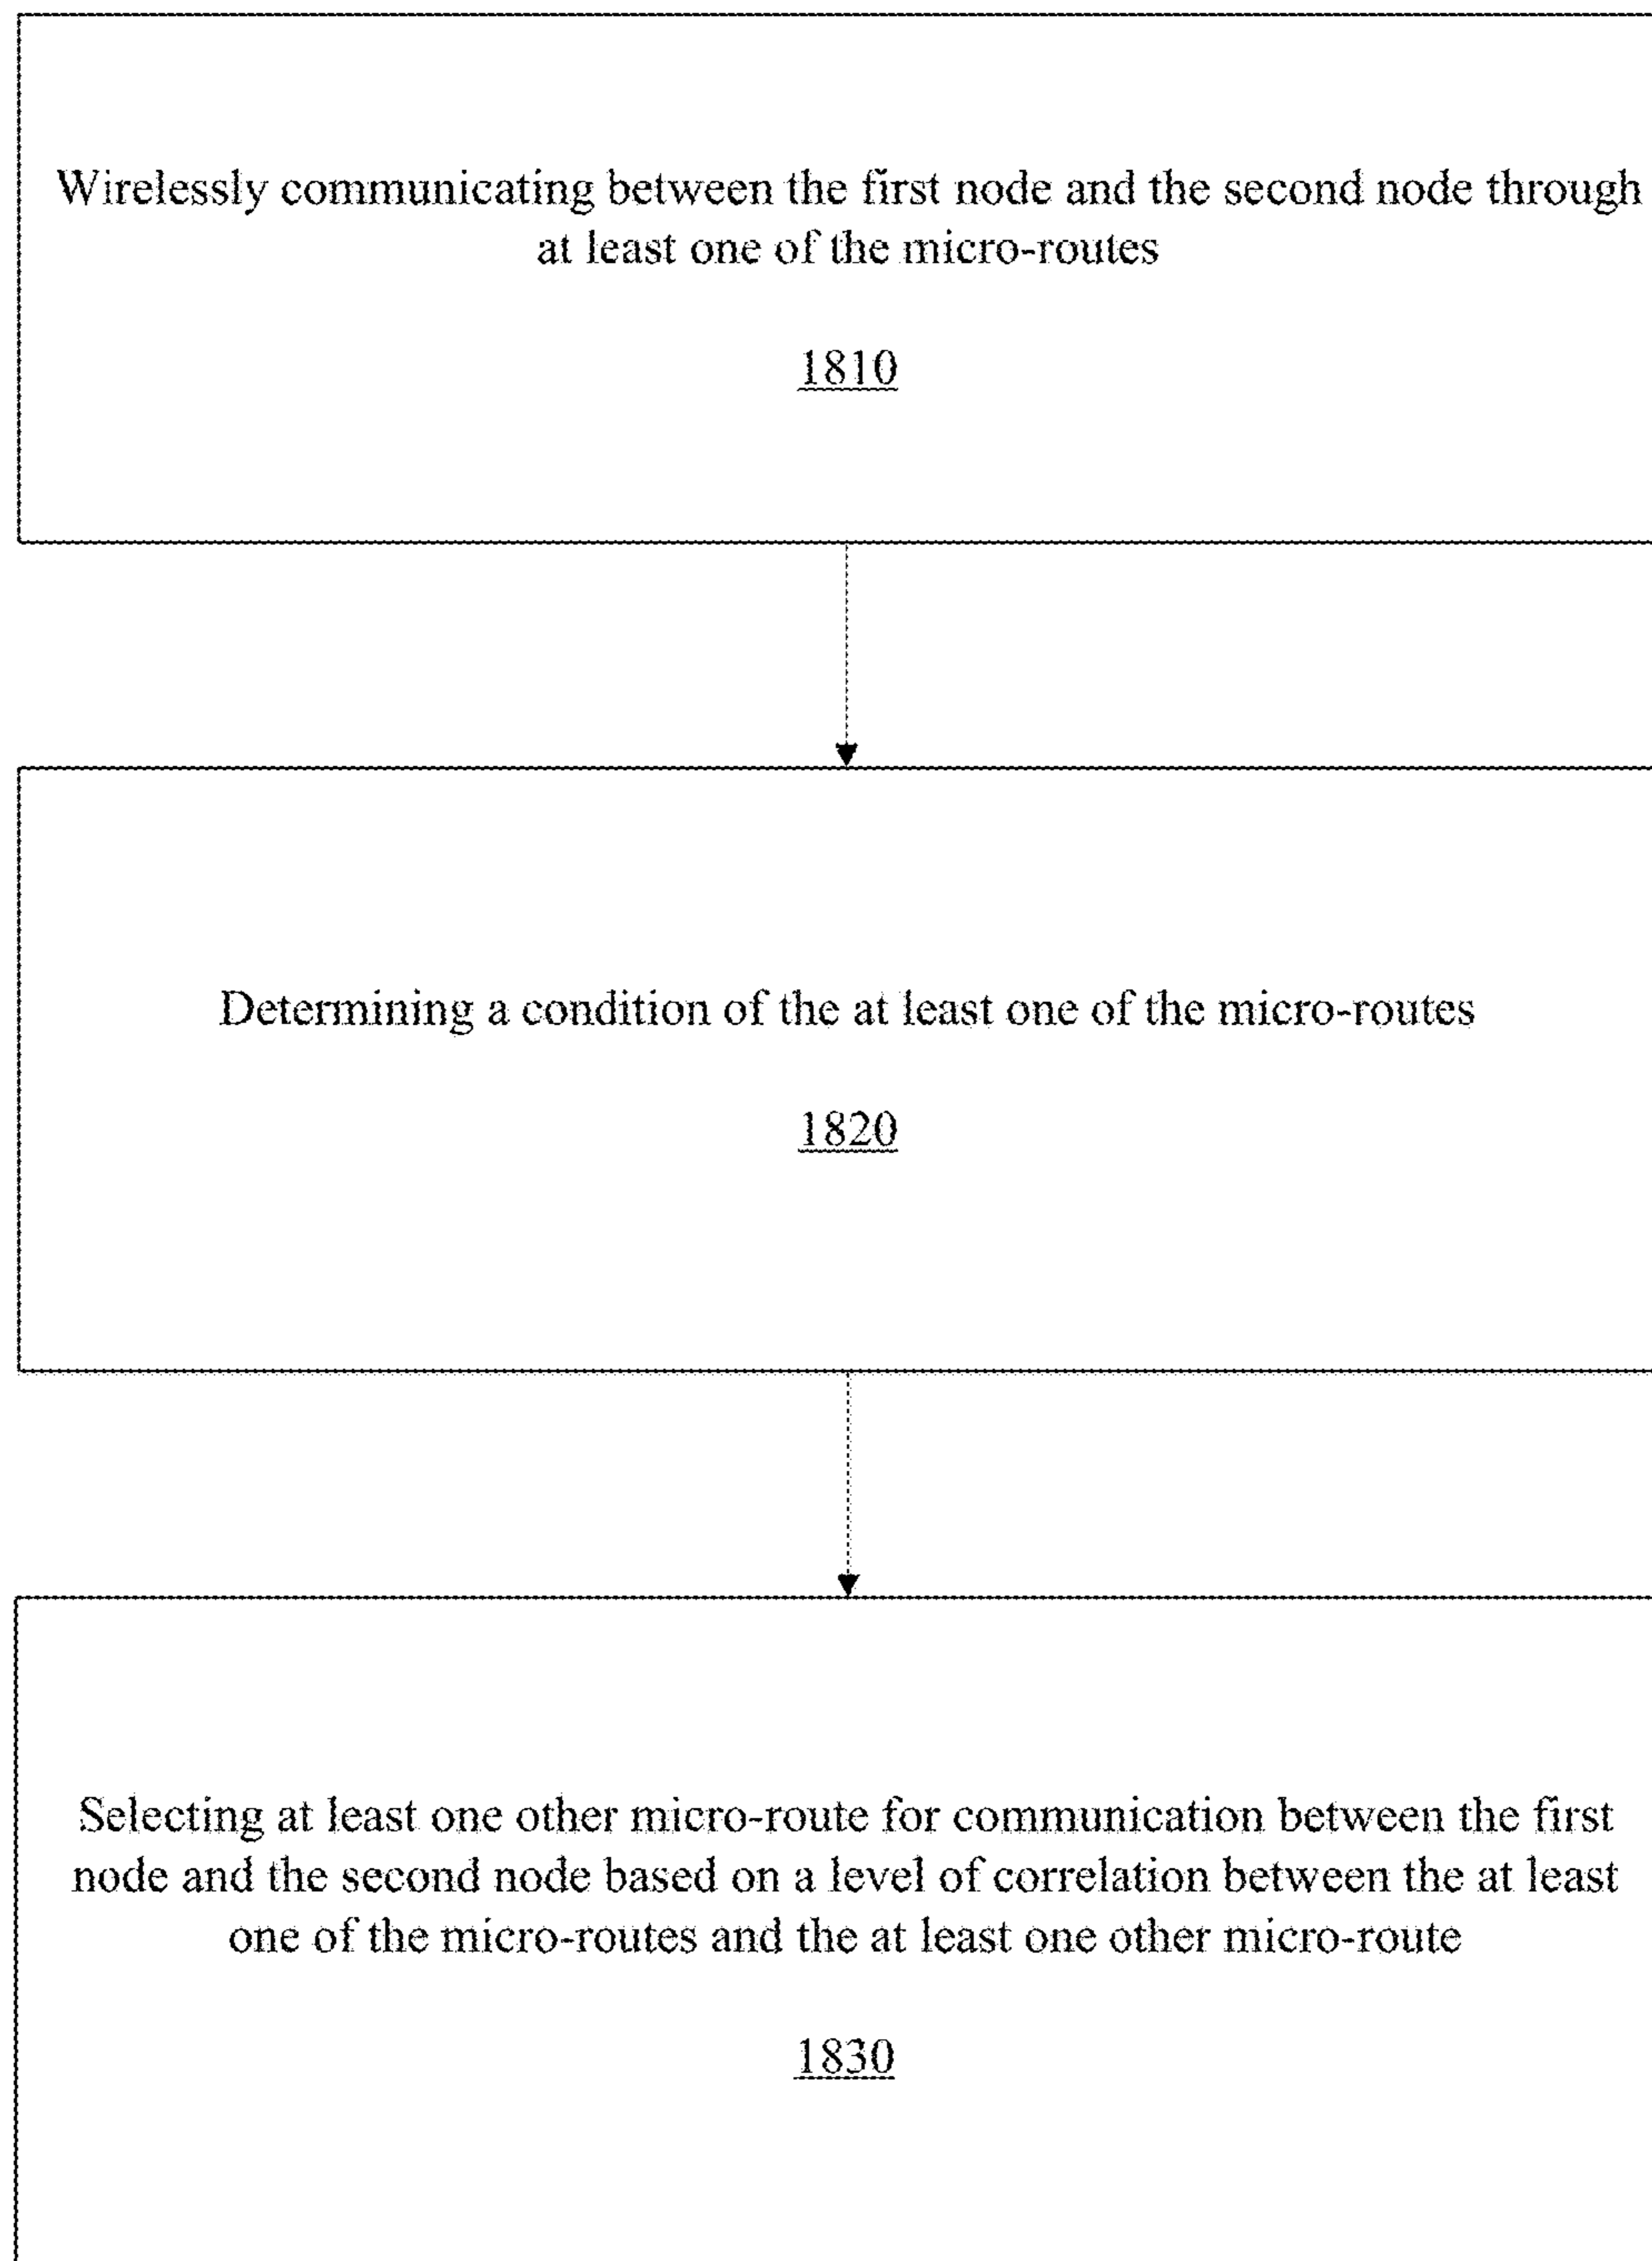 Wirelessly communicating between the first node and the second node through
at least one of the micro-routes
1810
Determining a condition of the at least one of the micro-routes
1820
Selecting at least one other micro-route for communication between the first
node and the second node based on a level of correlation between the at least
one of the micro-routes and the at least one other micro-route
1830